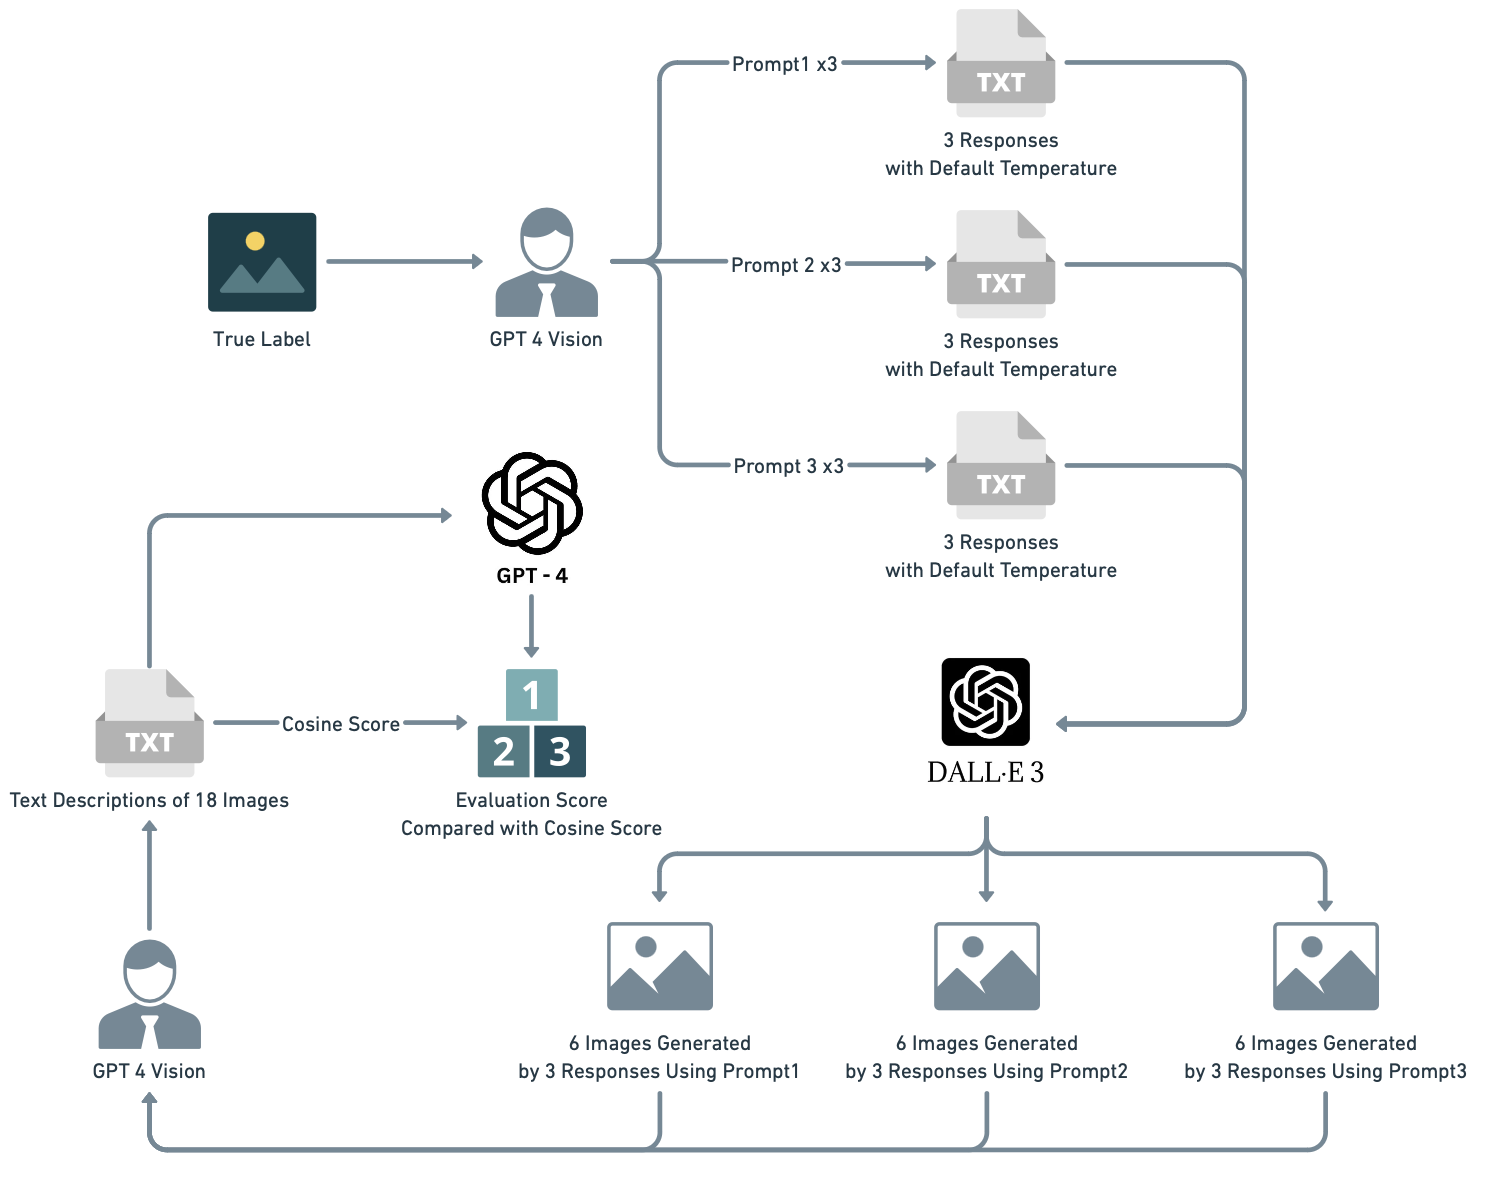 Prompt1 x3
TXT
3 Responses
with Default Temperature
True Label
GPT 4 Vision
Prompt 2 x3
TXT
3 Responses
with Default Temperature
Prompt 3 x3
TXT
3 Responses
with Default Temperature
GPT - 4
TXT
Cosine Score
Text Descriptions of 18 Images
1
2 3
Evaluation Score
Compared with Cosine Score
DALL·E 3
GPT 4 Vision
6 Images Generated
by 3 Responses Using Prompt1
6 Images Generated
by 3 Responses Using Prompt2
6 Images Generated
by 3 Responses Using Prompt3